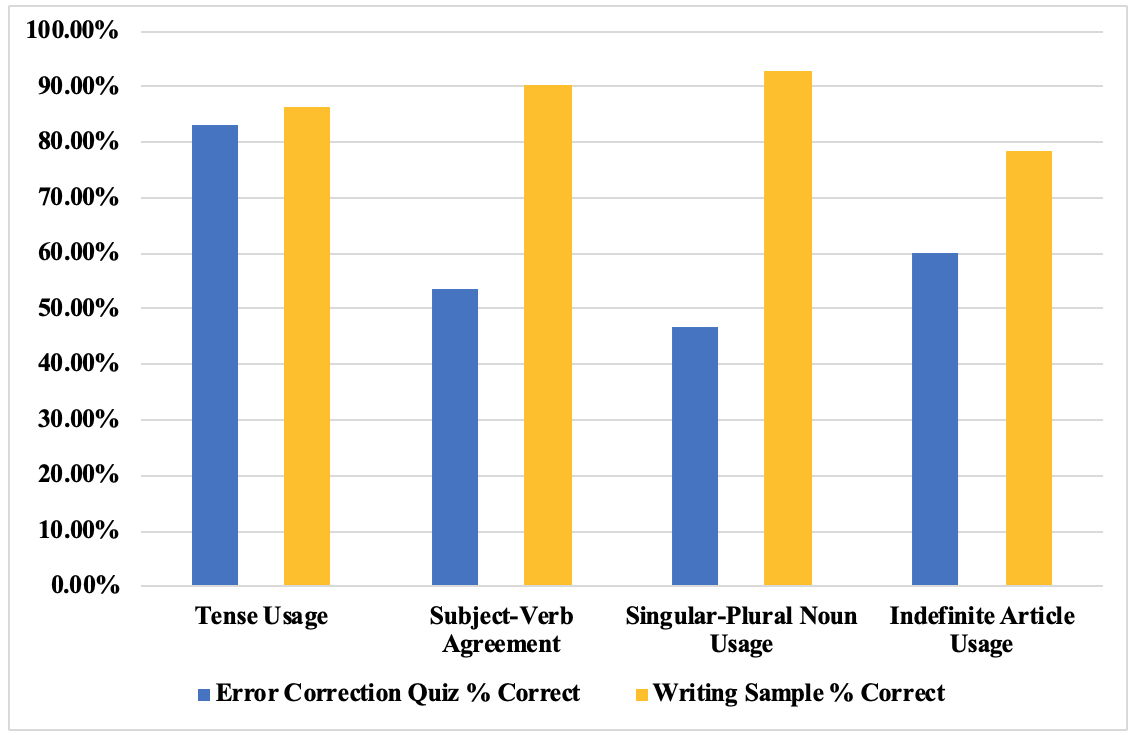 100.00%
90.00%
80.00%
70.00%
60.00%
50.00%
40.00%
30.00%
20.00%
10.00%
0.00%
Tense Usage
Subject-Verb
Agreement
Singular-Plural Noun
Usage
Indefinite Article
Usage
Error Correction Quiz % Correct
Writing Sample % Correct